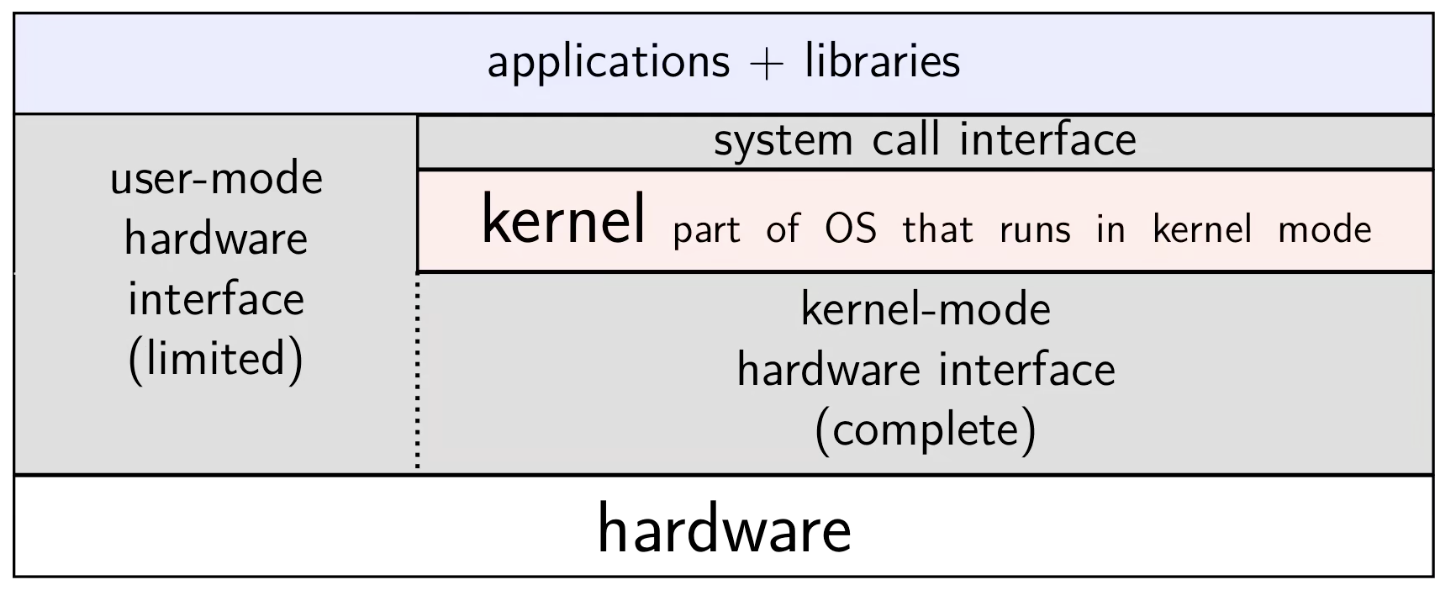 applications + libraries
system call interface
user-mode
hardware
interface
(limited)
kernel part of OS that runs in kernel mode
kernel-mode
hardware interface
(complete)
hardware